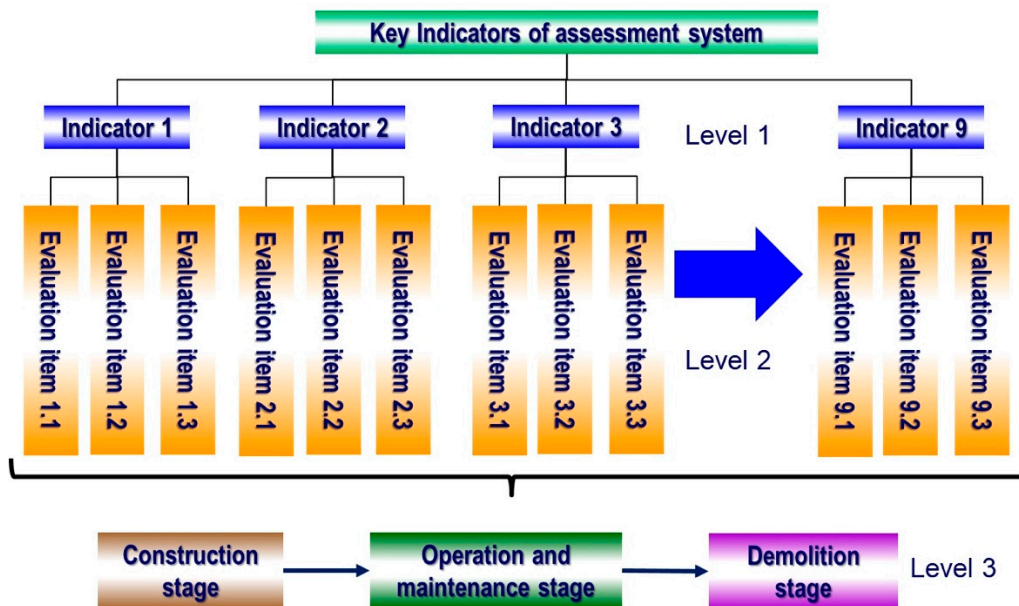 Key Indicators of assessment system
Indicator 1
Indicator 2
Indicator 3
Level 1
Indicator 9
Evaluation item 1.1
Evaluation item 1.2
Evaluation item 1.3
Evaluation item 2.1
Evaluation item 2.2
Evaluation item 2.3
Evaluation item 3.1
Evaluation item 3.2
Evaluation item 3.3
Level 2
Evaluation item 9.1
Evaluation item 9.2
Evaluation item 9.3
Construction
stage
Operation and
maintenance stage
Demolition
stage
Level 3